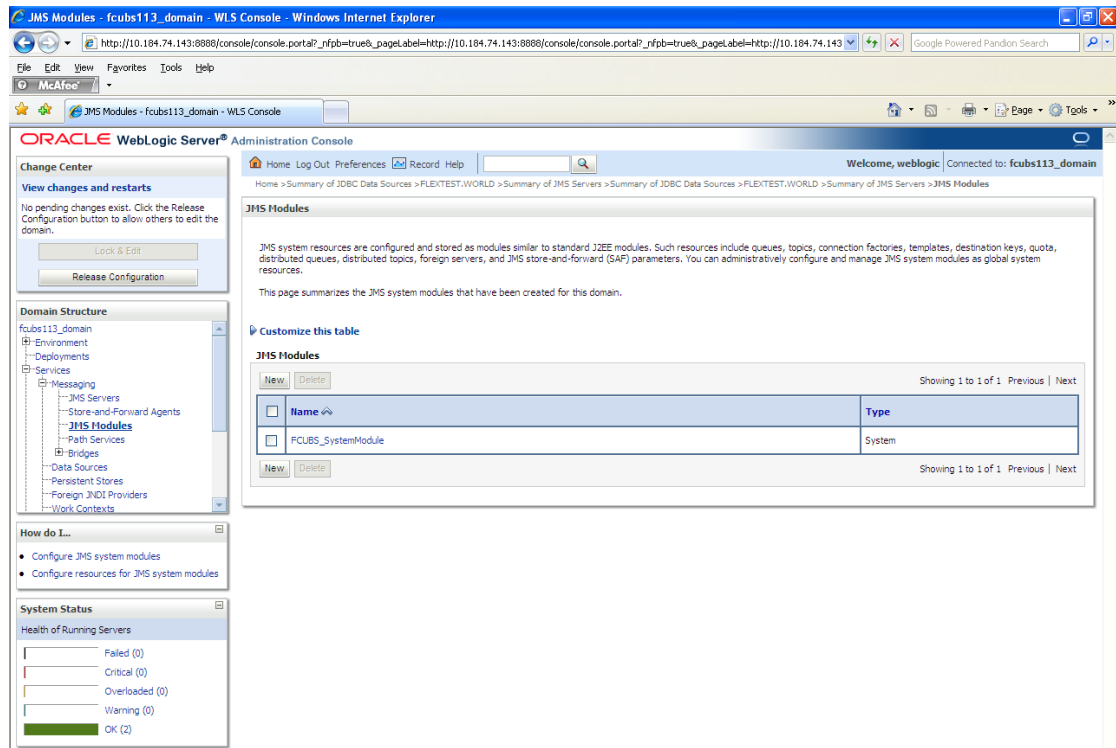 JMS Modules - fcubs113_domain - WLS Console - Windows Internet Explorer
http://10.184.74.143:8888/console/console.portal?_nfpb=true&_pageLabel=http://10.184.74.143:8888/console/console.portal?_nfpb=true&_pageLabel=http://10.184.74.143
Google Powered Pandion Search
File Edit View Favorites Tools Help
McAfee
JMS Modules - fcubs113_domain - WLS Console
Page Tools
ORACLE WebLogic Server® Administration Console
Change Center
View changes and restarts
No pending changes exist. Click the Release
Configuration button to allow others to edit the
domain.
Lock & Edit
Release Configuration
Domain Structure
fcubs113_domain
Environment
Deployments
Services
Messaging
JMS Servers
Store-and-Forward Agents
JMS Modules
Path Services
Bridges
Data Sources
Persistent Stores
Foreign JNDI Providers
Work Contexts
How do I...
Configure JMS system modules
Configure resources for JMS system modules
System Status
Health of Running Servers
Failed (0)
Critical (0)
Overloaded (0)
Warning (0)
OK (2)
Home Log Out Preferences Record Help
Welcome, weblogic Connected to: fcubs113_domain
Home >Summary of JDBC Data Sources >FLEXTEST.WORLD >Summary of JMS Servers >Summary of JDBC Data Sources >FLEXTEST.WORLD >Summary of JMS Servers >JMS Modules
JMS Modules
JMS system resources are configured and stored as modules similar to standard J2EE modules. Such resources include queues, topics, connection factories, templates, destination keys, quota,
distributed queues, distributed topics, foreign servers, and JMS store-and-forward (SAF) parameters. You can administratively configure and manage JMS system modules as global system
resources.
This page summarizes the JMS system modules that have been created for this domain.
Customize this table
JMS Modules
New Delete Showing 1 to 1 of 1 Previous | Next
Name Type
FCUBS_SystemModule System
New Delete Showing 1 to 1 of 1 Previous | Next